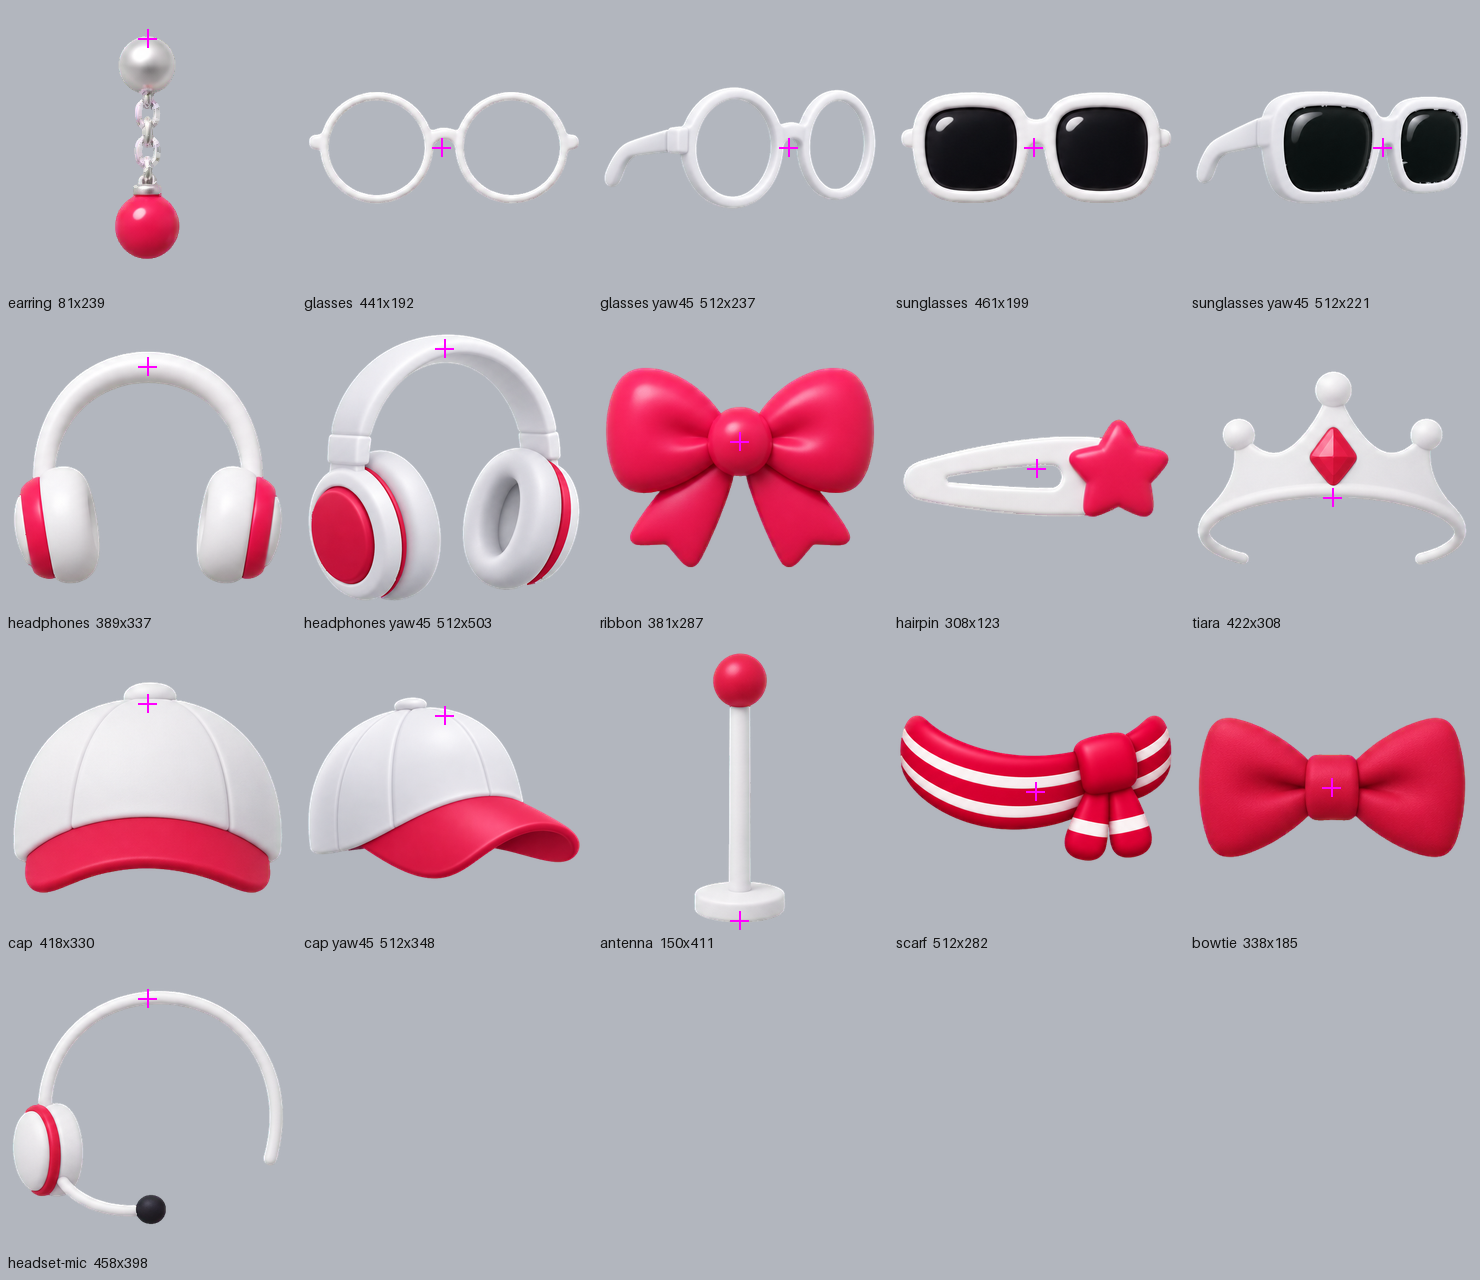 earring 81x239
glasses 441x192
glasses yaw45 512x237
sunglasses 461x199
sunglasses yaw45 512x221
headphones 389x337
headphones yaw45 512x503
ribbon 381x287
hairpin 308x123
tiara 422x308
cap 418x330
cap yaw45 512x348
antenna 150x411
scarf 512x282
bowtie 338x185
headset-mic 458x398